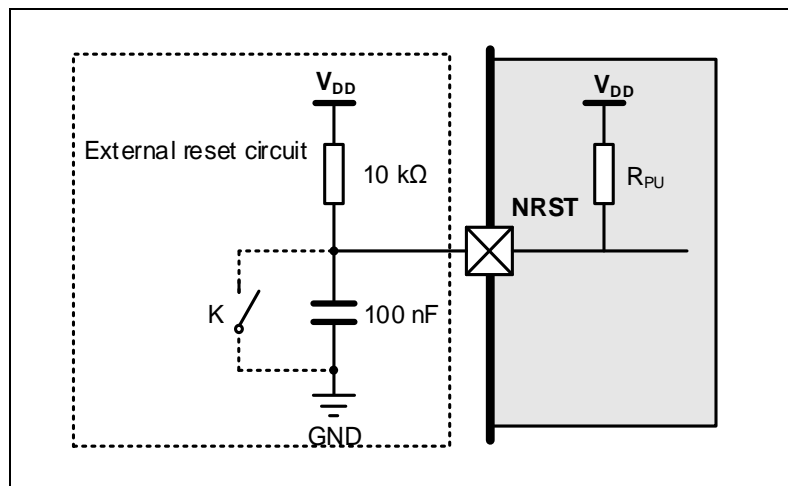 V_DD
V_DD
External reset circuit
10 kΩ
R_PU
NRST
K
100 nF
GND